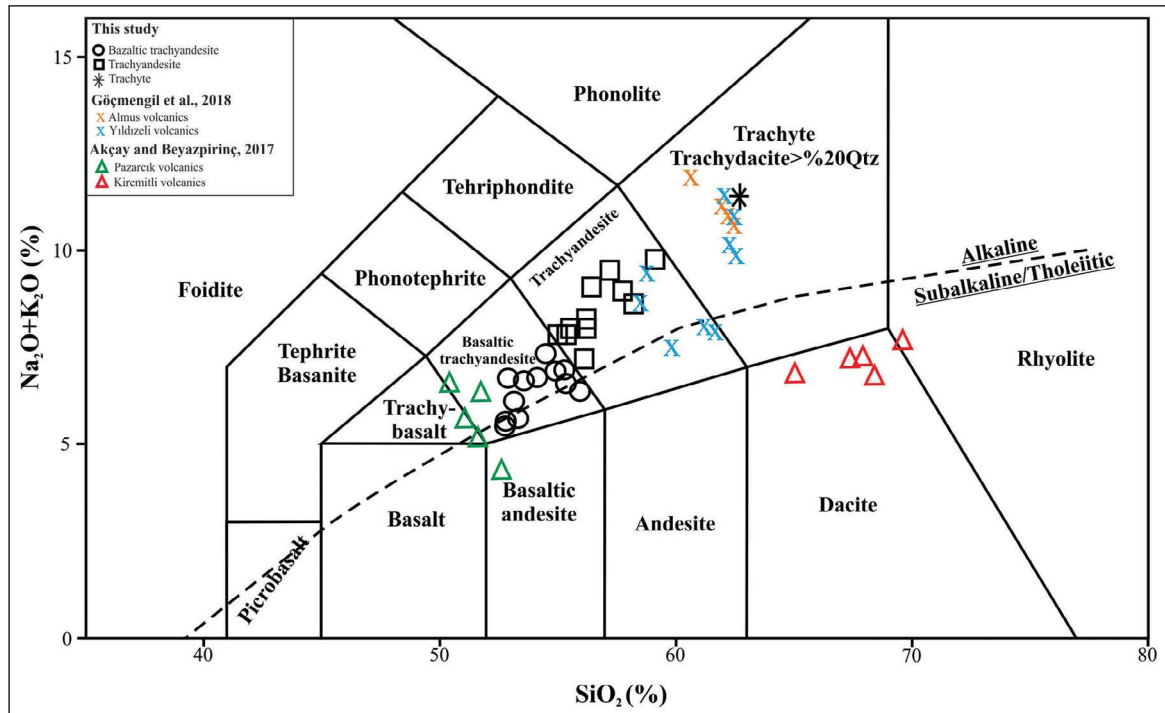 This study
Bazaltic trachyandesite
Trachyandesite
Trachyte
Göçmengil et al., 2018
X Almus volcanics
X Yıldızeli volcanics
Akçay and Beyazpirinç, 2017
Pazarcık volcanics
Kiremitli volcanics
Phonolite
Trachyte
Trachydacite>%20Qtz
Tehriphondite
Trachyandesite
Phonotephrite
Foidite
Alkaline
Subalkaline/Tholeiitic
Tephrite
Basanite
Basaltic
trachyandesite
Trachy-
basalt
Rhyolite
Basalt
Basaltic
andesite
Andesite
Dacite
Picrobasalt
15
10
5
0
40
50
60
70
80
Na2O+K2O (%)
SiO2 (%)